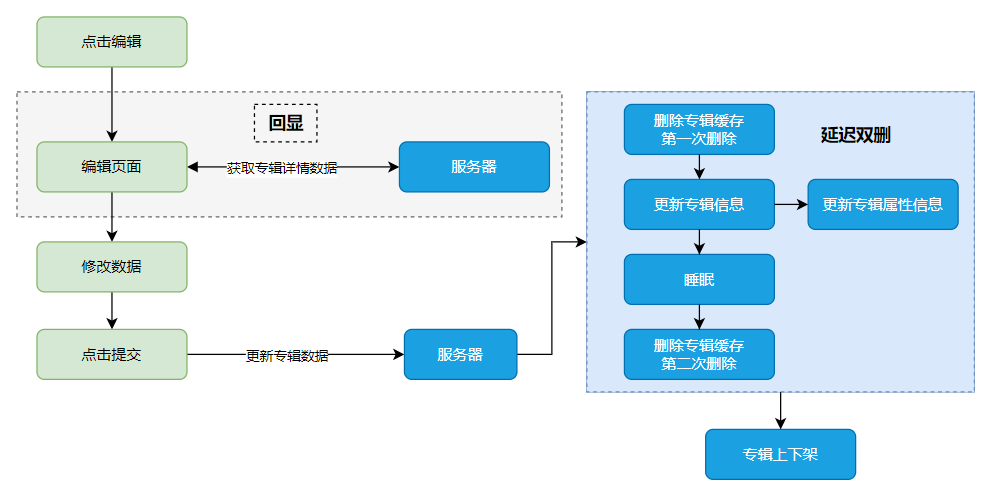 点击编辑
回显
编辑页面
获取专辑详情数据
服务器
修改数据
点击提交
更新专辑数据
服务器
延迟双删
删除专辑缓存
第一次删除
更新专辑信息
更新专辑属性信息
睡眠
删除专辑缓存
第二次删除
专辑上下架